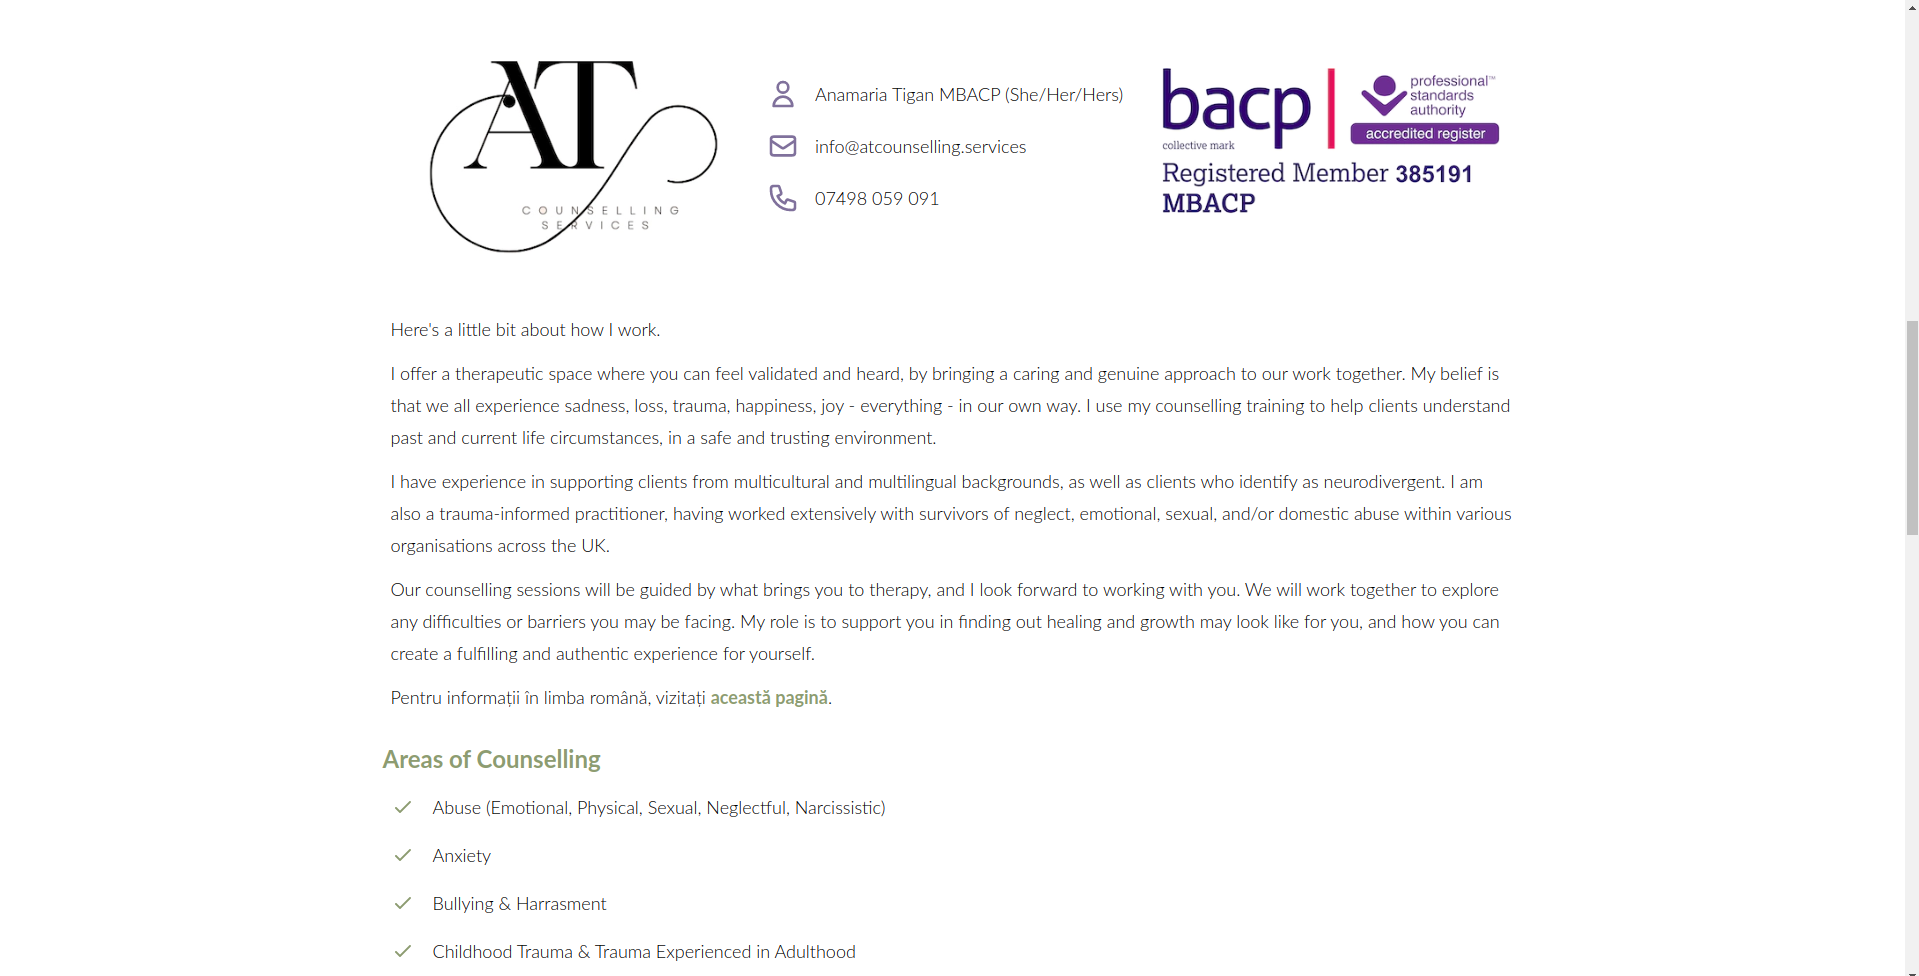 AT
COUNSELLING
SERVICES
Anamaria Tigan MBACP (She/Her/Hers)
info@atcounselling.services
07498 059 091
bacp
collective mark
professional™
standards
authority
accredited register
Registered Member 385191
MBACP
Here's a little bit about how I work.
I offer a therapeutic space where you can feel validated and heard, by bringing a caring and genuine approach to our work together. My belief is
that we all experience sadness, loss, trauma, happiness, joy - everything - in our own way. I use my counselling training to help clients understand
past and current life circumstances, in a safe and trusting environment.
I have experience in supporting clients from multicultural and multilingual backgrounds, as well as clients who identify as neurodivergent. I am
also a trauma-informed practitioner, having worked extensively with survivors of neglect, emotional, sexual, and/or domestic abuse within various
organisations across the UK.
Our counselling sessions will be guided by what brings you to therapy, and I look forward to working with you. We will work together to explore
any difficulties or barriers you may be facing. My role is to support you in finding out healing and growth may look like for you, and how you can
create a fulfilling and authentic experience for yourself.
Pentru informații în limba română, vizitați această pagină.
Areas of Counselling
Abuse (Emotional, Physical, Sexual, Neglectful, Narcissistic)
Anxiety
Bullying & Harrasment
Childhood Trauma & Trauma Experienced in Adulthood